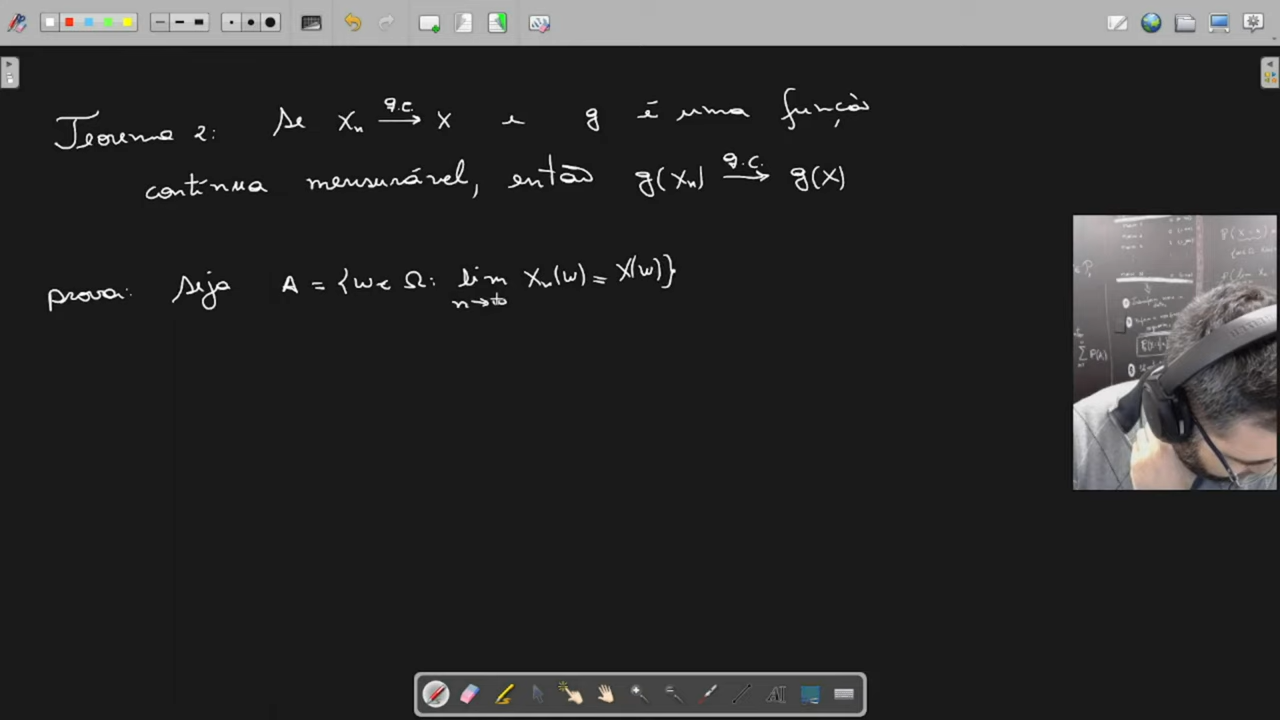 Teorema 2: Se Xₙ →(q.c.) X e g é uma função
contínua mensurável, então g(Xₙ) →(q.c.) g(X)
prova: Seja A = {w ∈ Ω: lim_{n→+∞} Xₙ(w) = X(w)}